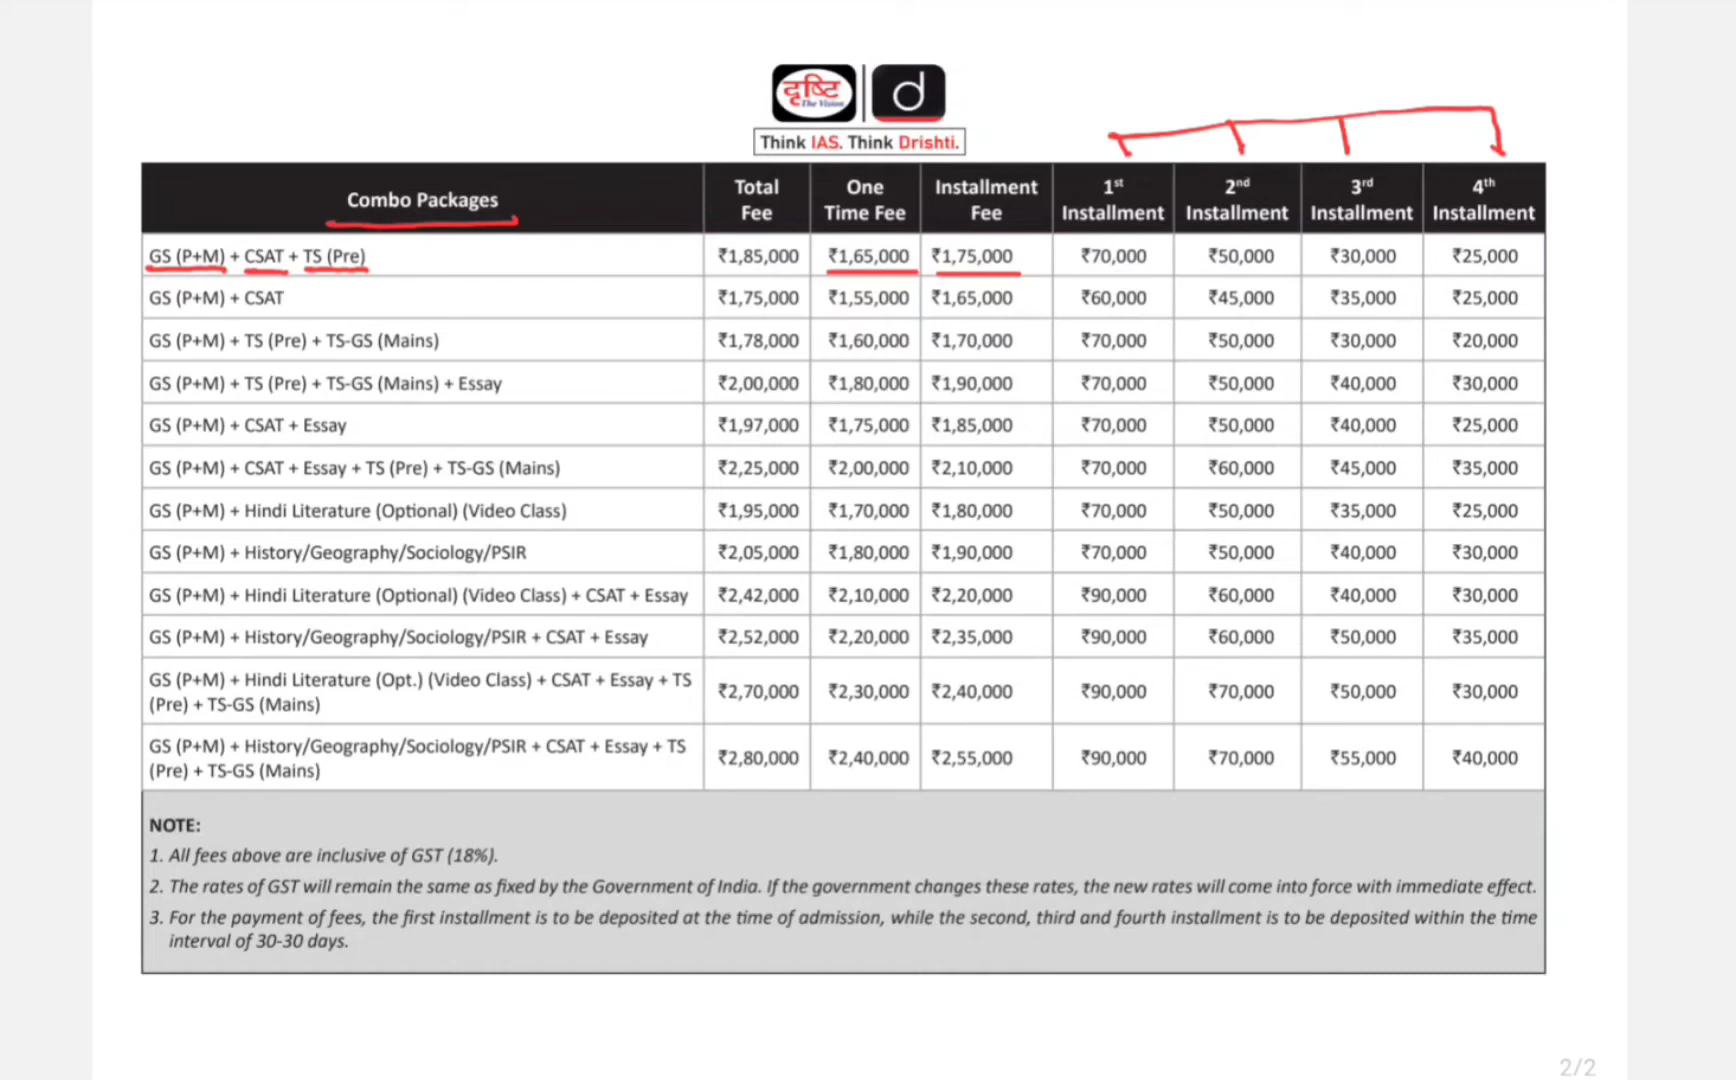 दृष्टि
The Vision
d
Think IAS. Think Drishti.
Combo Packages | Total Fee | One Time Fee | Installment Fee | 1st Installment | 2nd Installment | 3rd Installment | 4th Installment
GS (P+M) + CSAT + TS (Pre) | ₹1,85,000 | ₹1,65,000 | ₹1,75,000 | ₹70,000 | ₹50,000 | ₹30,000 | ₹25,000
GS (P+M) + CSAT | ₹1,75,000 | ₹1,55,000 | ₹1,65,000 | ₹60,000 | ₹45,000 | ₹35,000 | ₹25,000
GS (P+M) + TS (Pre) + TS-GS (Mains) | ₹1,78,000 | ₹1,60,000 | ₹1,70,000 | ₹70,000 | ₹50,000 | ₹30,000 | ₹20,000
GS (P+M) + TS (Pre) + TS-GS (Mains) + Essay | ₹2,00,000 | ₹1,80,000 | ₹1,90,000 | ₹70,000 | ₹50,000 | ₹40,000 | ₹30,000
GS (P+M) + CSAT + Essay | ₹1,97,000 | ₹1,75,000 | ₹1,85,000 | ₹70,000 | ₹50,000 | ₹40,000 | ₹25,000
GS (P+M) + CSAT + Essay + TS (Pre) + TS-GS (Mains) | ₹2,25,000 | ₹2,00,000 | ₹2,10,000 | ₹70,000 | ₹60,000 | ₹45,000 | ₹35,000
GS (P+M) + Hindi Literature (Optional) (Video Class) | ₹1,95,000 | ₹1,70,000 | ₹1,80,000 | ₹70,000 | ₹50,000 | ₹35,000 | ₹25,000
GS (P+M) + History/Geography/Sociology/PSIR | ₹2,05,000 | ₹1,80,000 | ₹1,90,000 | ₹70,000 | ₹50,000 | ₹40,000 | ₹30,000
GS (P+M) + Hindi Literature (Optional) (Video Class) + CSAT + Essay | ₹2,42,000 | ₹2,10,000 | ₹2,20,000 | ₹90,000 | ₹60,000 | ₹40,000 | ₹30,000
GS (P+M) + History/Geography/Sociology/PSIR + CSAT + Essay | ₹2,52,000 | ₹2,20,000 | ₹2,35,000 | ₹90,000 | ₹60,000 | ₹50,000 | ₹35,000
GS (P+M) + Hindi Literature (Opt.) (Video Class) + CSAT + Essay + TS
(Pre) + TS-GS (Mains) | ₹2,70,000 | ₹2,30,000 | ₹2,40,000 | ₹90,000 | ₹70,000 | ₹50,000 | ₹30,000
GS (P+M) + History/Geography/Sociology/PSIR + CSAT + Essay + TS
(Pre) + TS-GS (Mains) | ₹2,80,000 | ₹2,40,000 | ₹2,55,000 | ₹90,000 | ₹70,000 | ₹55,000 | ₹40,000
NOTE:
1. All fees above are inclusive of GST (18%).
2. The rates of GST will remain the same as fixed by the Government of India. If the government changes these rates, the new rates will come into force with immediate effect.
3. For the payment of fees, the first installment is to be deposited at the time of admission, while the second, third and fourth installment is to be deposited within the time
interval of 30-30 days.
2/2